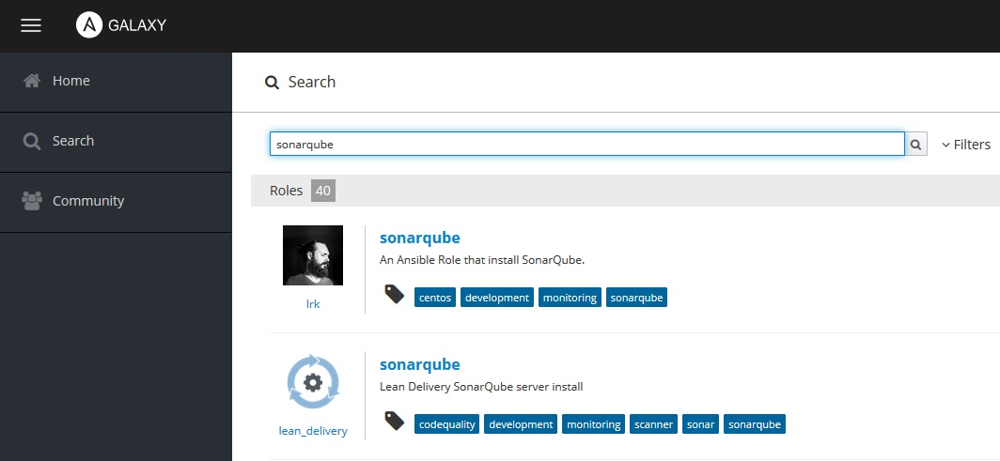 GALAXY
Home
Search
Community
Search
sonarqube
Filters
Roles 40
sonarqube
An Ansible Role that install SonarQube.
centos development monitoring sonarqube
lrk
sonarqube
Lean Delivery SonarQube server install
codequality development monitoring scanner sonar sonarqube
lean_delivery